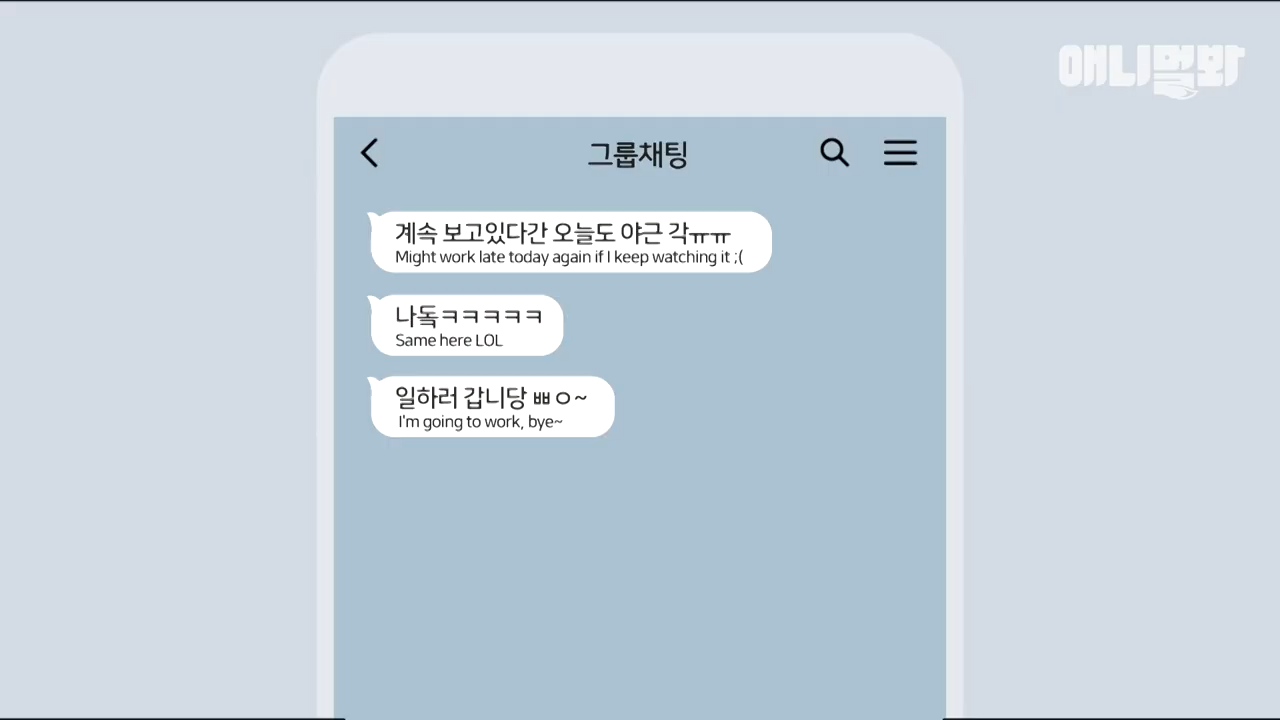 애니멀봐
그룹채팅
계속 보고있다간 오늘도 야근 각ㅠㅠ
Might work late today again if I keep watching it ;(
나돜ㅋㅋㅋㅋㅋ
Same here LOL
일하러 갑니당 ㅃㅇ~
I'm going to work, bye~